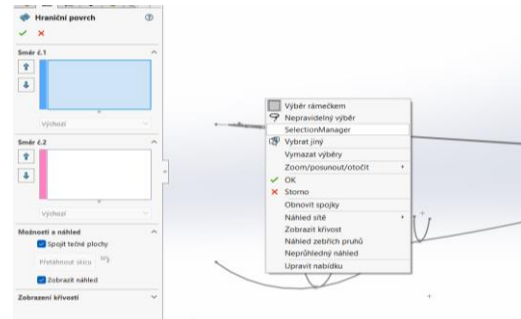 Hraniční povrch
Směr č.1
Výchozí
Směr č.2
Výchozí
Možnosti a náhled
Spojit tečné plochy
Přetáhnout skicu
Zobrazit náhled
Zobrazení křivosti
Výběr rámečkem
Nepravidelný výběr
SelectionManager
Vybrat jiný
Vymazat výběry
Zoom/posunout/otočit
OK
Storno
Obnovit spojky
Náhled sítě
Zobrazit křivost
Náhled zebřích pruhů
Neprůhledný náhled
Upravit nabídku